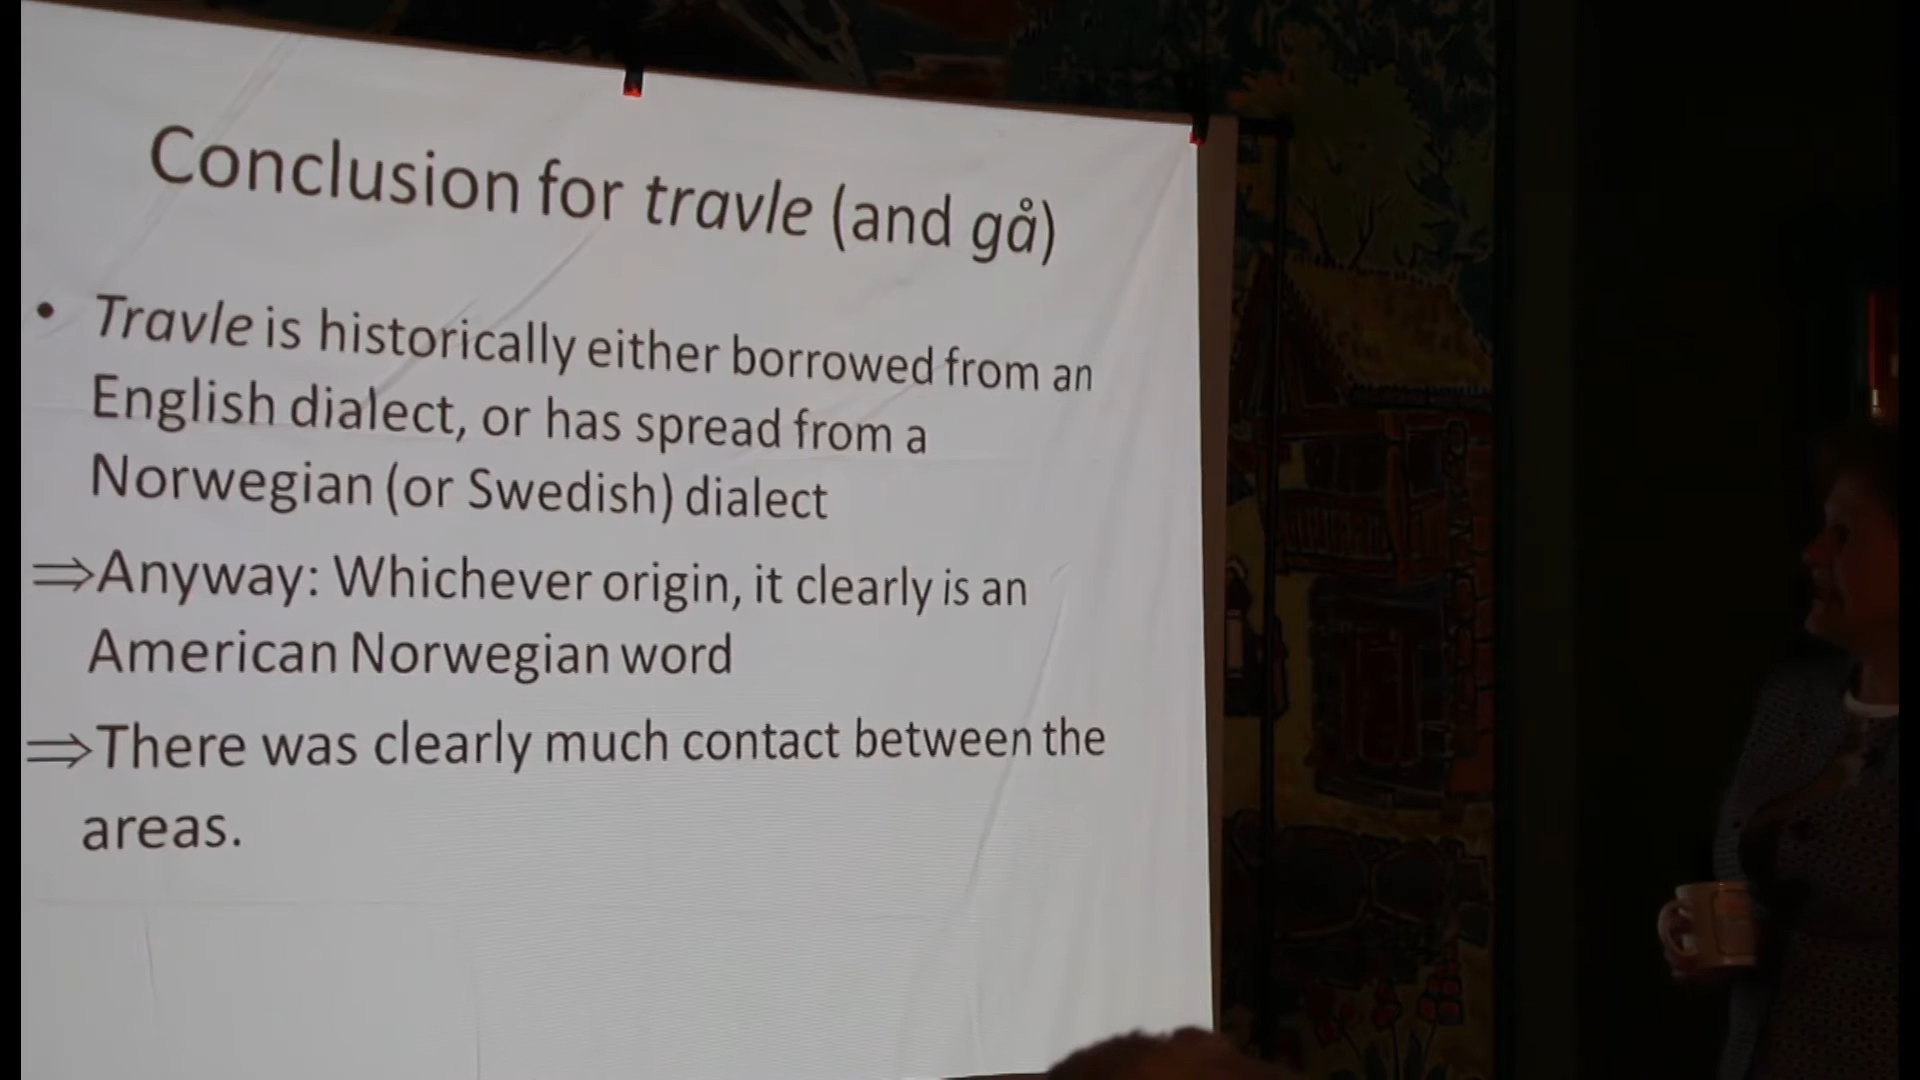 Conclusion for travle (and gå)
• Travle is historically either borrowed from an
English dialect, or has spread from a
Norwegian (or Swedish) dialect
⇒Anyway: Whichever origin, it clearly is an
American Norwegian word
⇒There was clearly much contact between the
areas.